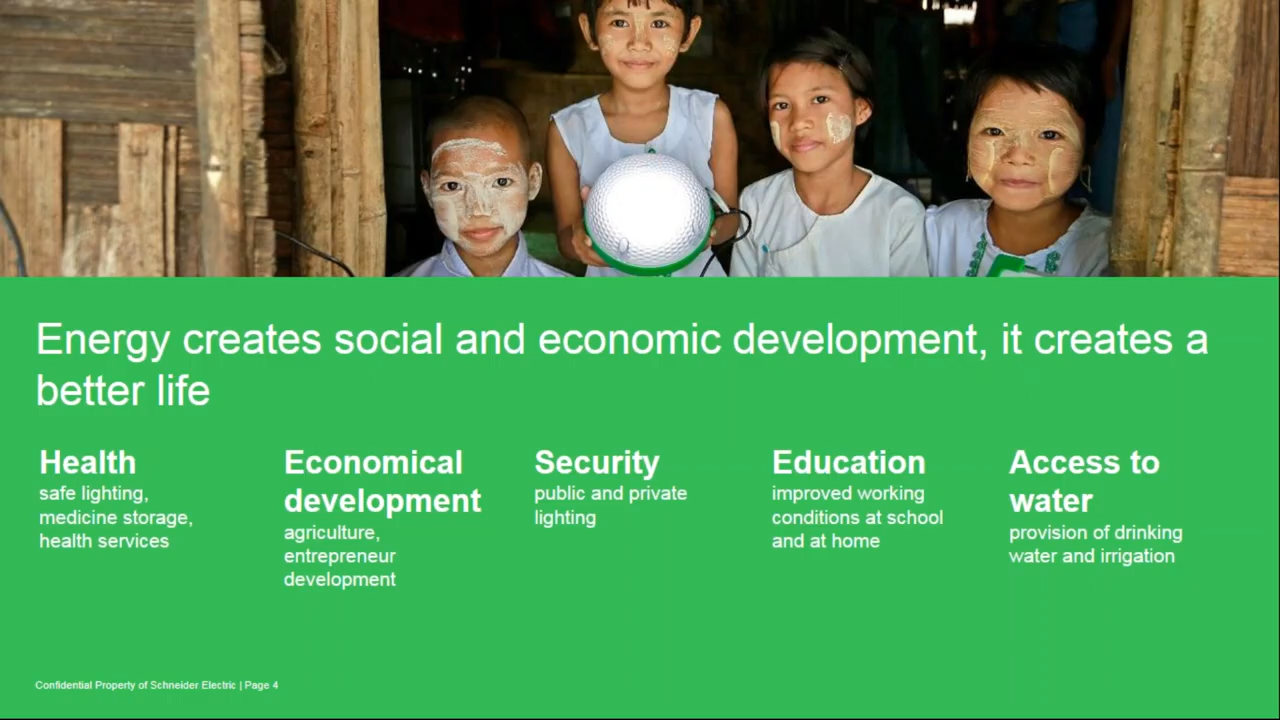 Energy creates social and economic development, it creates a
better life
Health
safe lighting,
medicine storage,
health services
Economical
development
agriculture,
entrepreneur
development
Security
public and private
lighting
Education
improved working
conditions at school
and at home
Access to
water
provision of drinking
water and irrigation
Confidential Property of Schneider Electric | Page 4